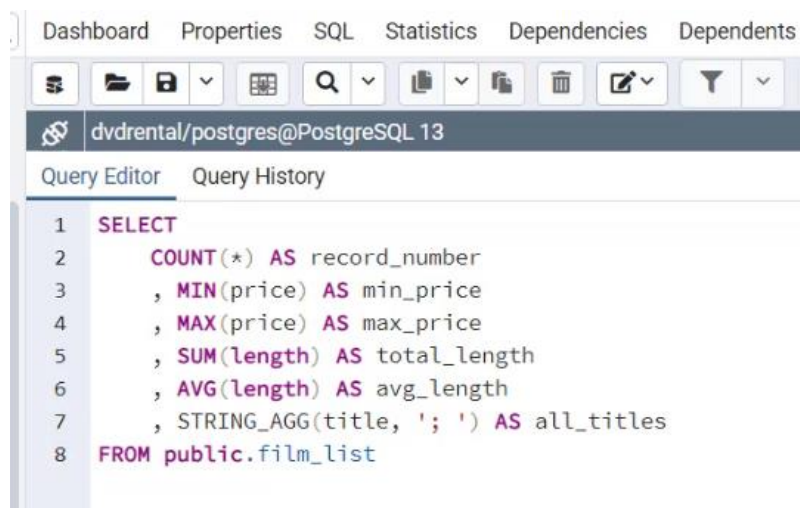 Dashboard Properties SQL Statistics Dependencies Dependents
dvdrental/postgres@PostgreSQL 13
Query Editor Query History
1 SELECT
2 COUNT(*) AS record_number
3 , MIN(price) AS min_price
4 , MAX(price) AS max_price
5 , SUM(length) AS total_length
6 , AVG(length) AS avg_length
7 , STRING_AGG(title, '; ') AS all_titles
8 FROM public.film_list